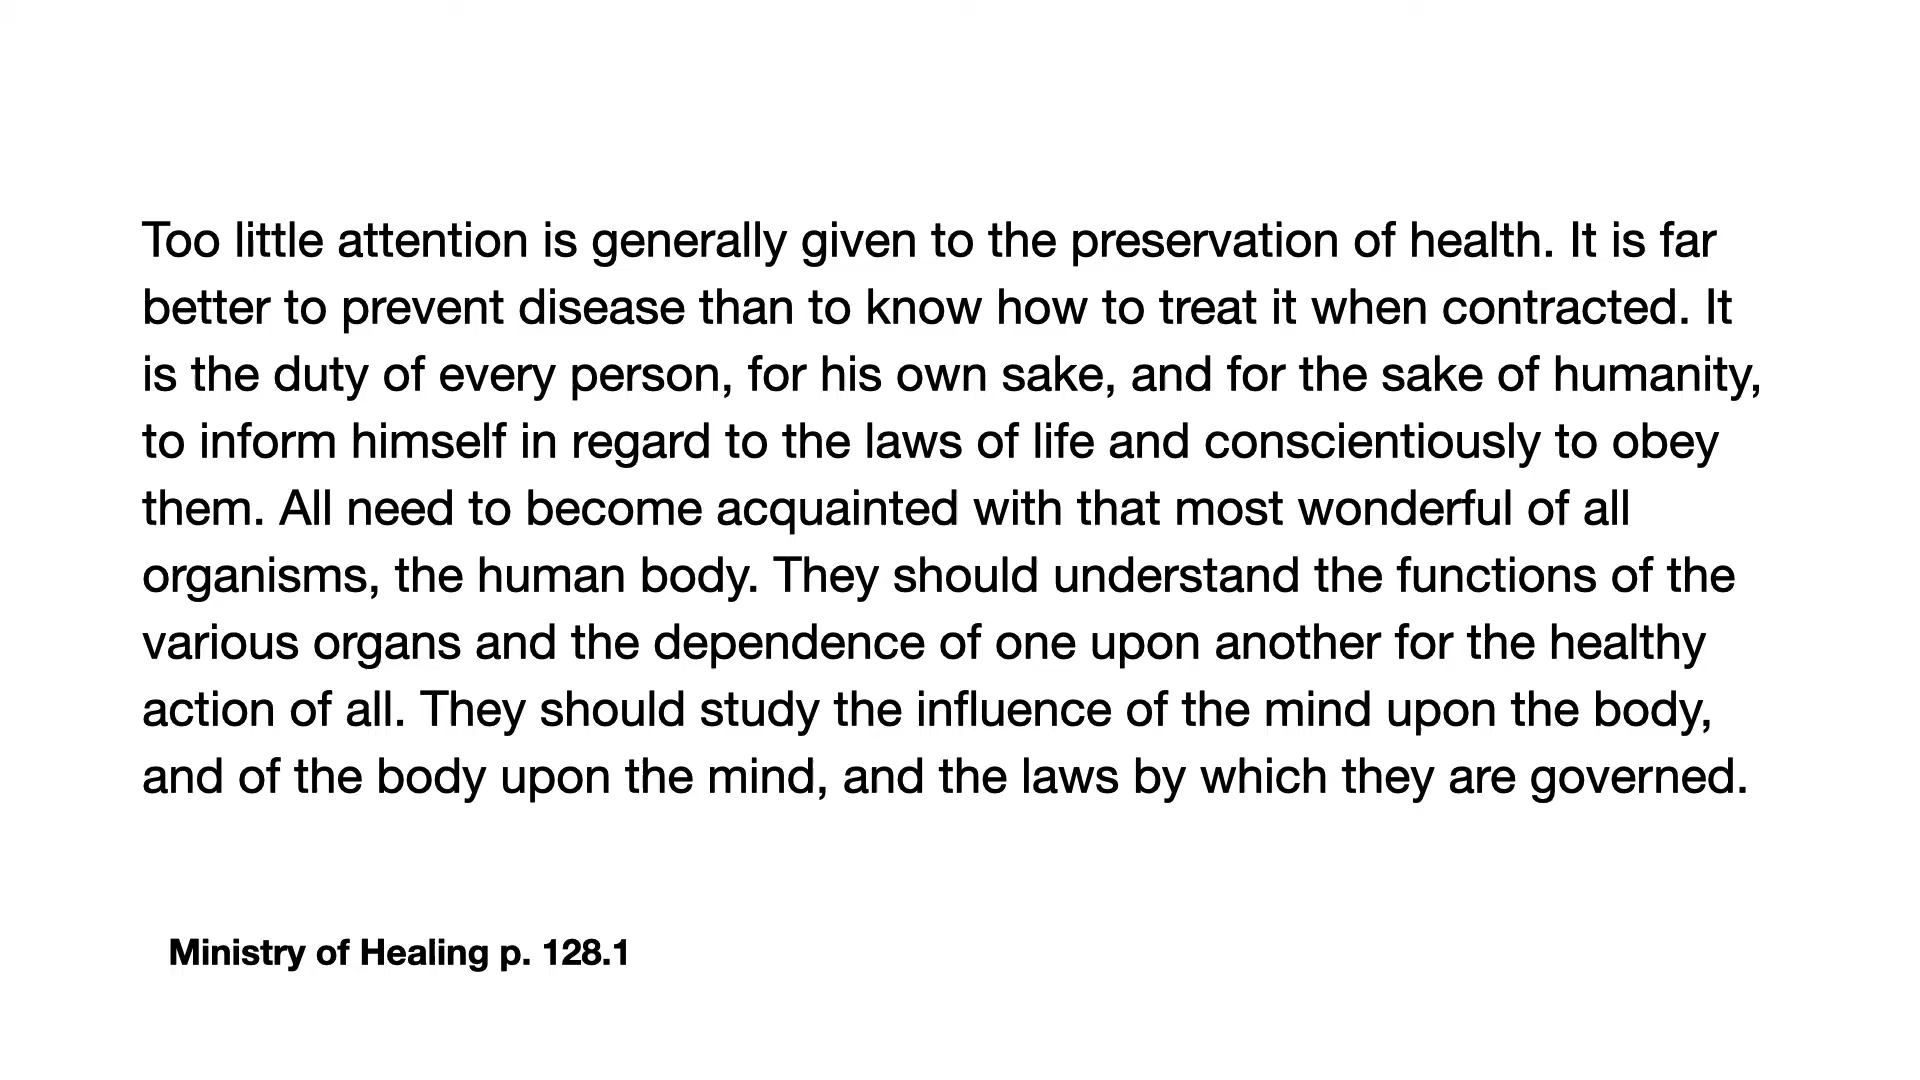 Too little attention is generally given to the preservation of health. It is far
better to prevent disease than to know how to treat it when contracted. It
is the duty of every person, for his own sake, and for the sake of humanity,
to inform himself in regard to the laws of life and conscientiously to obey
them. All need to become acquainted with that most wonderful of all
organisms, the human body. They should understand the functions of the
various organs and the dependence of one upon another for the healthy
action of all. They should study the influence of the mind upon the body,
and of the body upon the mind, and the laws by which they are governed.
Ministry of Healing p. 128.1